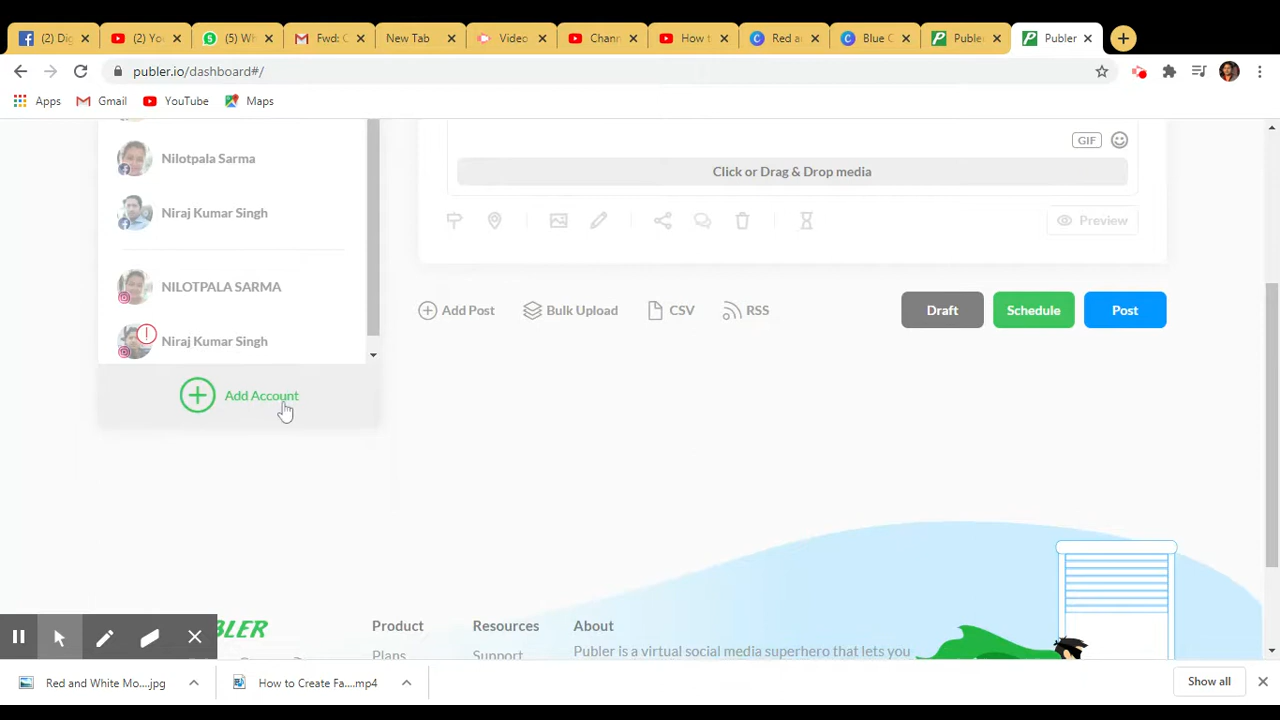 (2) Dig
(2) Yo
(5) Wh
Fwd: C
New Tab
Video
Chann
How t
Red a
Blue C
Publer
Publer
publer.io/dashboard#/
Apps
Gmail
YouTube
Maps
Nilotpala Sarma
Niraj Kumar Singh
NILOTPALA SARMA
Niraj Kumar Singh
Add Account
GIF
Click or Drag & Drop media
Preview
Add Post
Bulk Upload
CSV
RSS
Draft
Schedule
Post
BLER
Product
Resources
About
Plans
Support
Publer is a virtual social media superhero that lets you
Red and White Mo....jpg
How to Create Fa....mp4
Show all